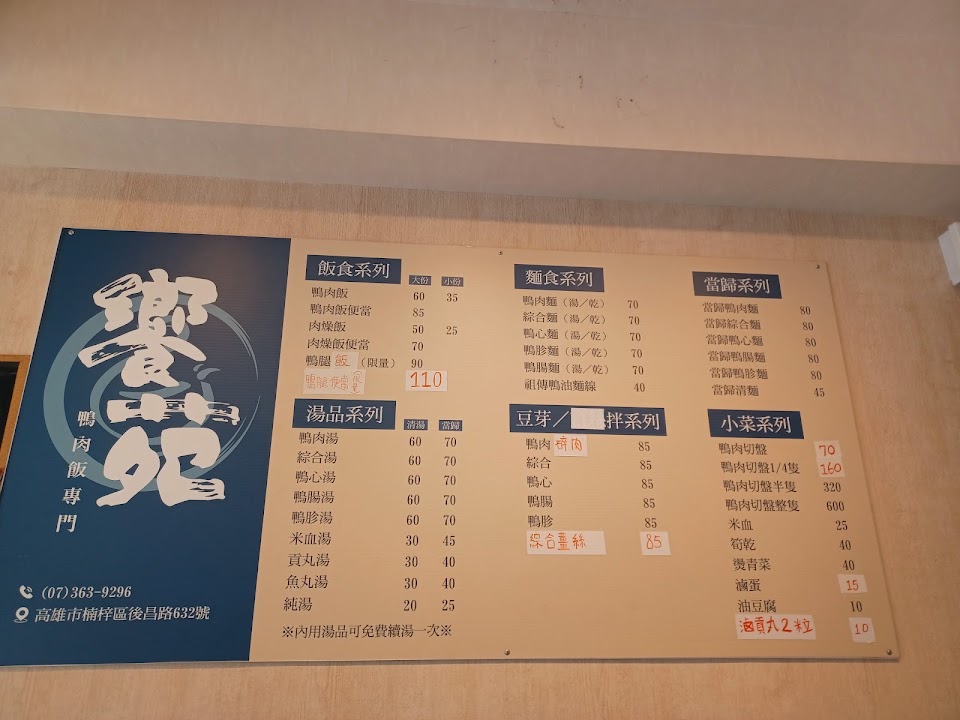 饗苑
鴨肉飯專門
(07)363-9296
高雄市楠梓區後昌路632號
飯食系列 大份 小份
鴨肉飯 60 35
鴨肉飯便當 85
肉燥飯 50 25
肉燥飯便當 70
鴨腿飯（限量） 90
鴨腿便當 110
湯品系列 清湯 當歸
鴨肉湯 60 70
綜合湯 60 70
鴨心湯 60 70
鴨腸湯 60 70
鴨胗湯 60 70
米血湯 30 45
貢丸湯 30 40
魚丸湯 30 40
純湯 20 25
※內用湯品可免費續湯一次※
麵食系列
鴨肉麵（湯／乾） 70
綜合麵（湯／乾） 70
鴨心麵（湯／乾） 70
鴨胗麵（湯／乾） 70
鴨腸麵（湯／乾） 70
祖傳鴨油麵線 40
豆芽／拌系列
鴨肉碎肉 85
綜合 85
鴨心 85
鴨腸 85
鴨胗 85
綜合薑絲 85
當歸系列
當歸鴨肉麵 80
當歸綜合麵 80
當歸鴨心麵 80
當歸鴨腸麵 80
當歸鴨胗麵 80
當歸清麵 45
小菜系列
鴨肉切盤 70
鴨肉切盤1/4隻 160
鴨肉切盤半隻 320
鴨肉切盤整隻 600
米血 25
筍乾 40
燙青菜 40
滷蛋 15
油豆腐 10
滷貢丸2粒 10